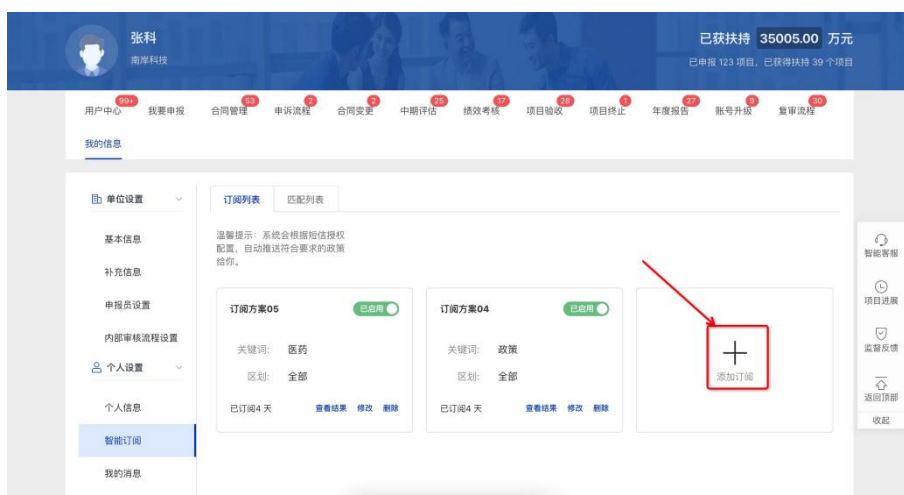 张科
南岸科技
已获扶持 35005.00 万元
已申报 123 项目，已获得扶持 39 个项目
99+ 53 2 2 25 17 28 1 27 9 30
用户中心 我要申报 合同管理 申诉流程 合同变更 中期评估 绩效考核 项目验收 项目终止 年度报告 账号升级 复审流程
我的信息
单位设置
基本信息
补充信息
申报员设置
内部审核流程设置
个人设置
个人信息
智能订阅
我的消息
订阅列表 匹配列表
温馨提示：系统会根据短信授权
配置，自动推送符合要求的政策
给你。
订阅方案05 已启用
关键词: 医药
区划: 全部
已订阅4 天 查看结果 修改 删除
订阅方案04 已启用
关键词: 政策
区划: 全部
已订阅4 天 查看结果 修改 删除
添加订阅
智能客服
项目进展
监督反馈
返回顶部
收起